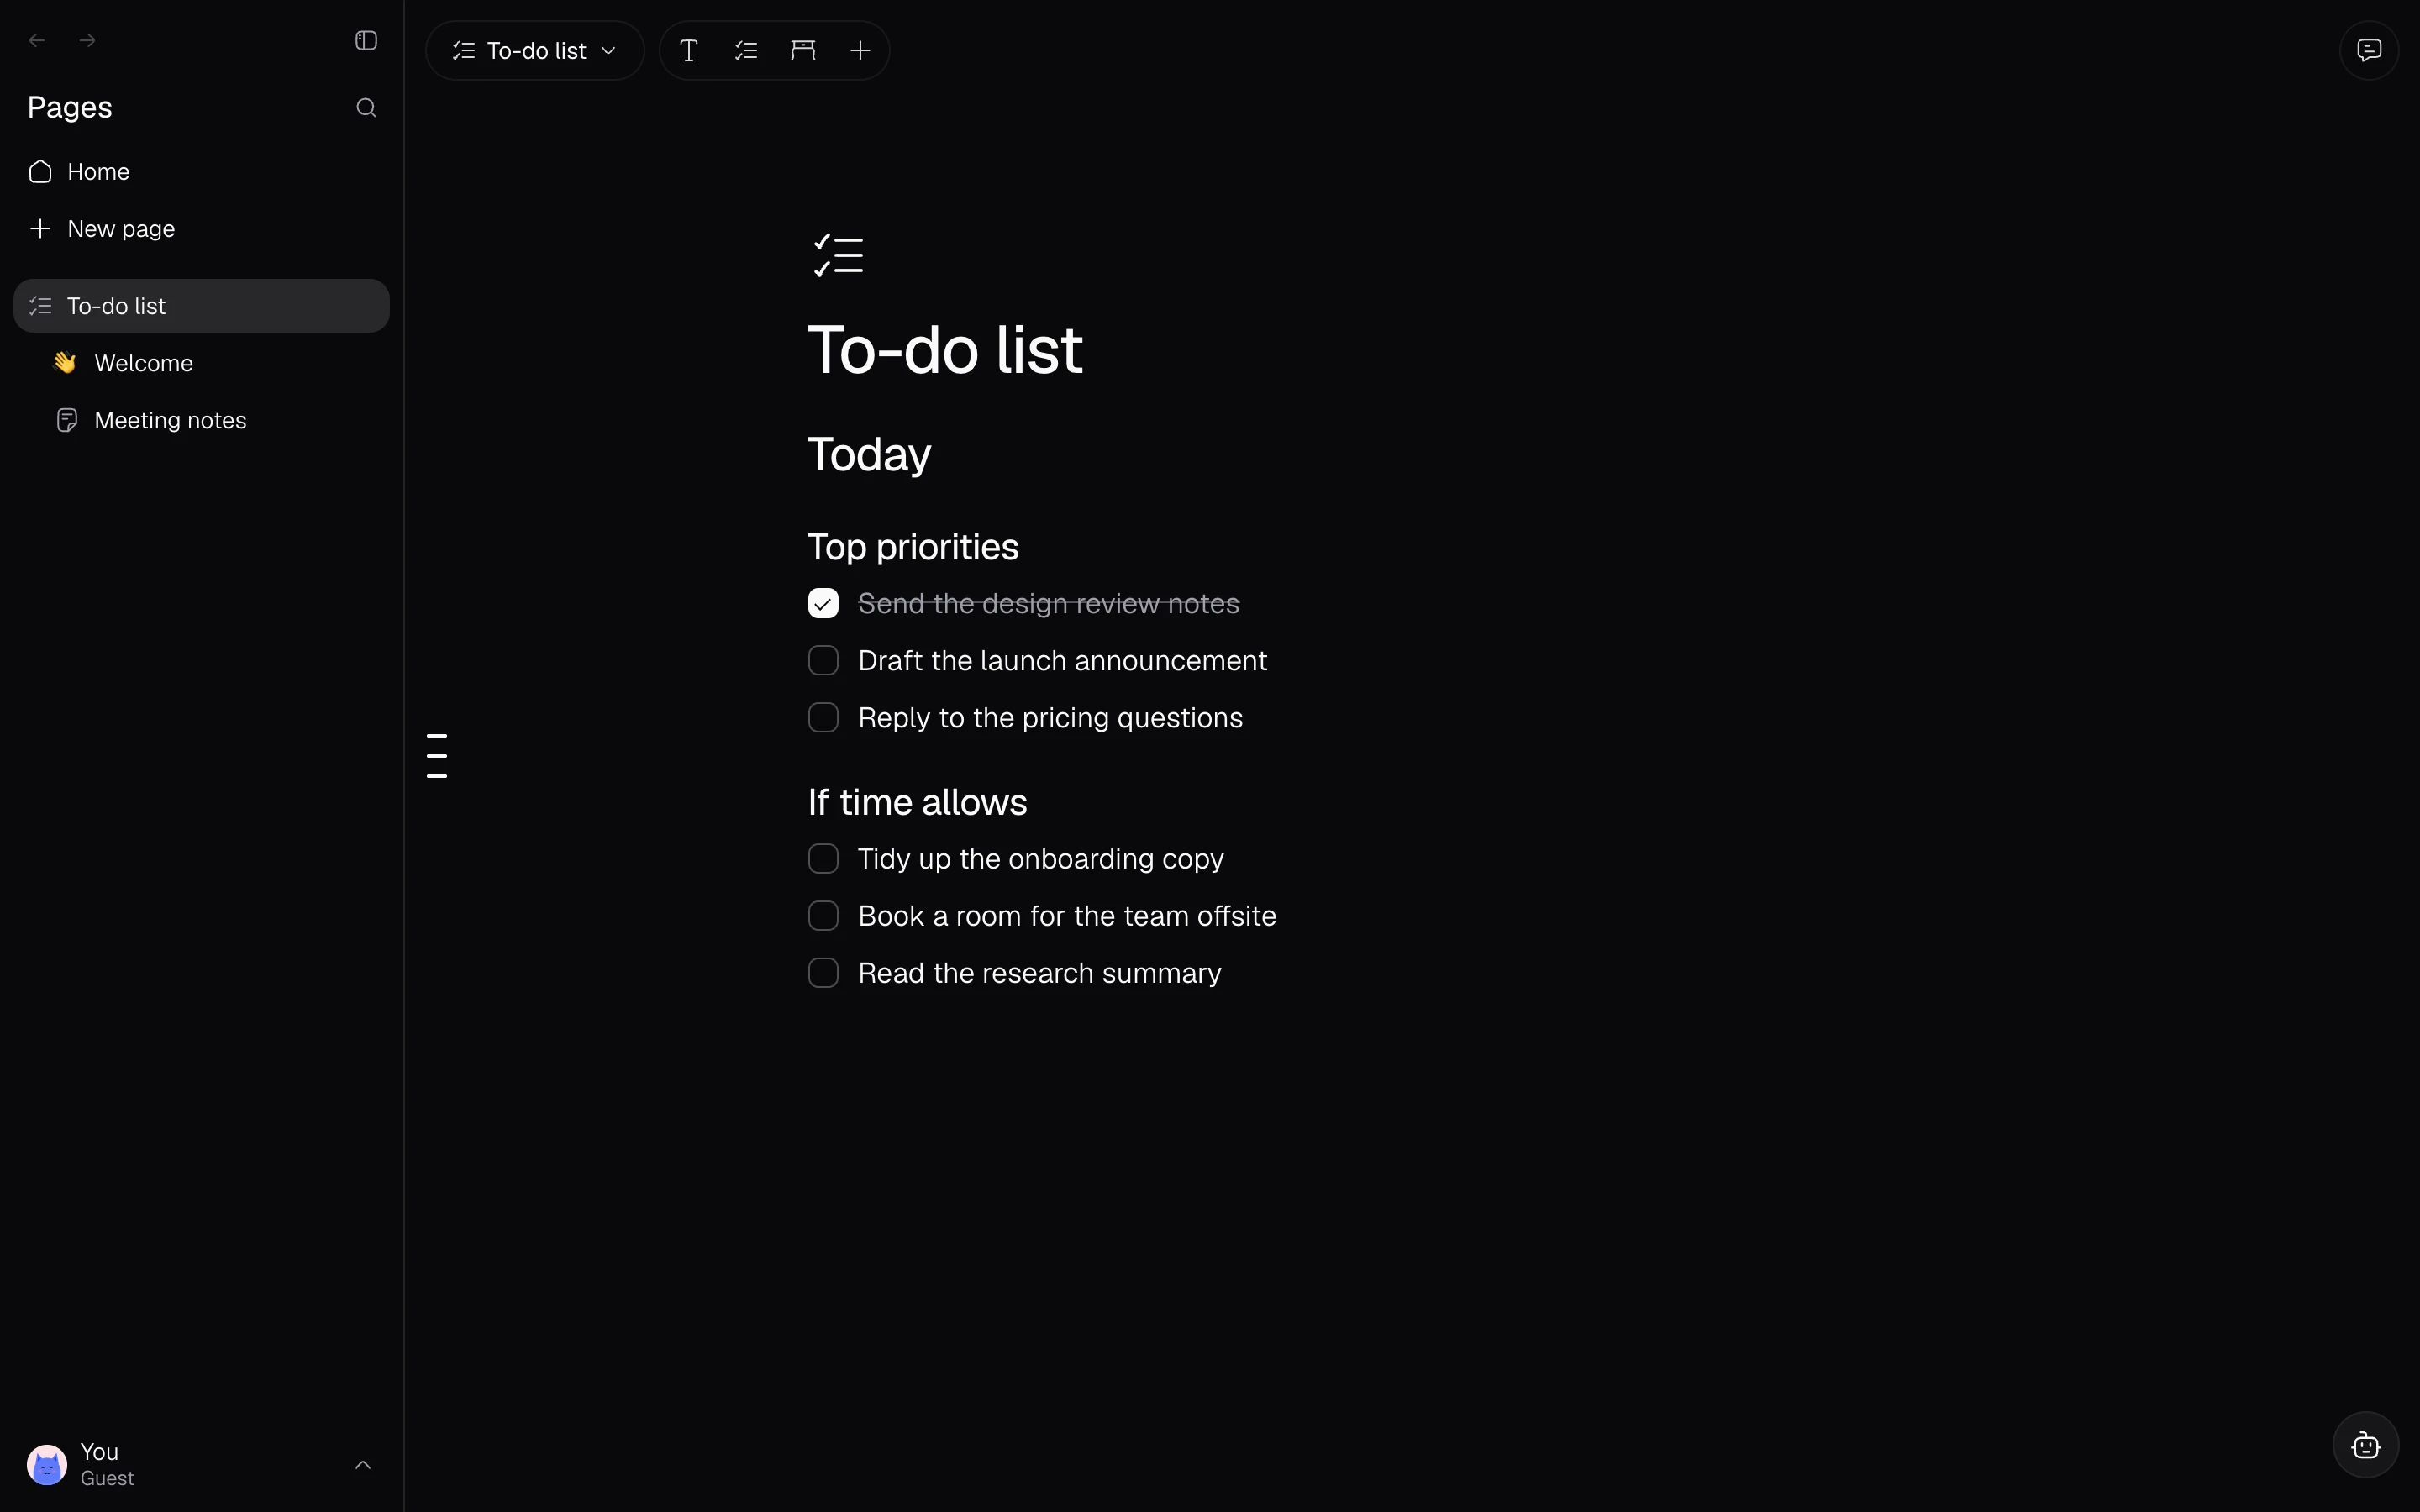 Pages
Home
New page
To-do list
👋 Welcome
Meeting notes
You
Guest
To-do list
To-do list
Today
Top priorities
Send the design review notes
Draft the launch announcement
Reply to the pricing questions
If time allows
Tidy up the onboarding copy
Book a room for the team offsite
Read the research summary